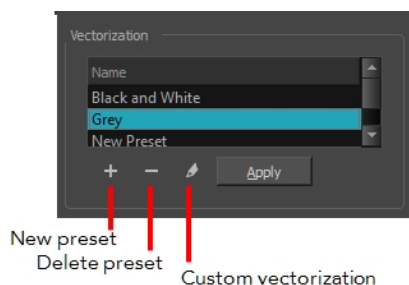 Vectorization
Name
Black and White
Grey
New Preset
Apply
New preset
Delete preset
Custom vectorization